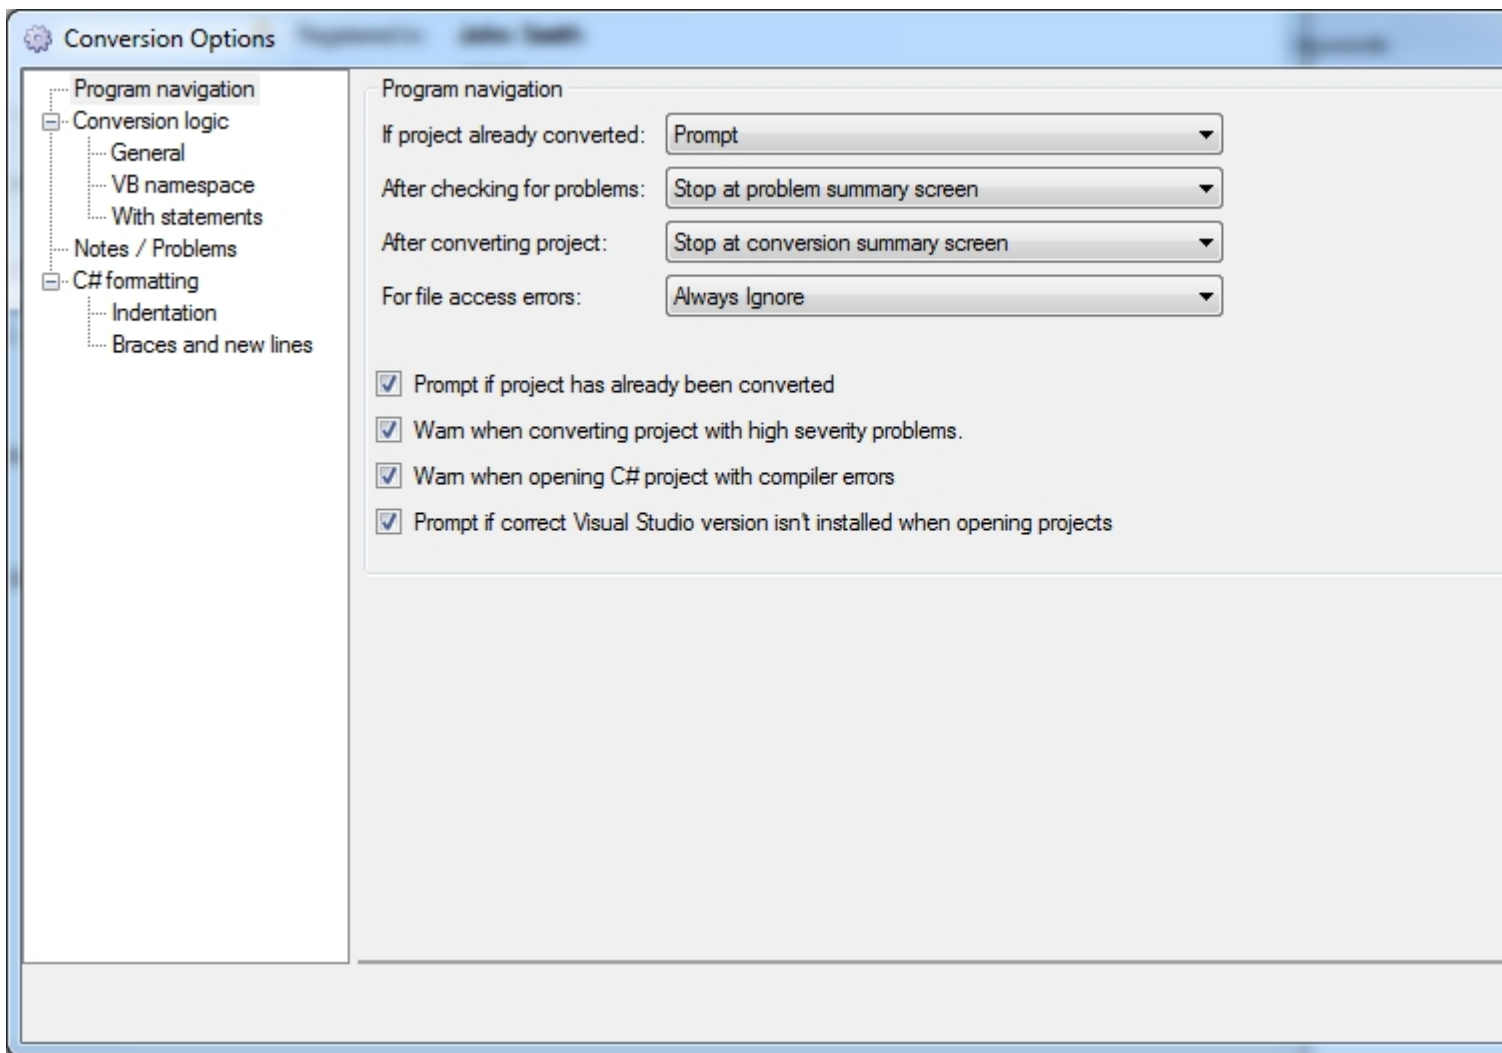 Conversion Options
Program navigation
Conversion logic
General
VB namespace
With statements
Notes / Problems
C# formatting
Indentation
Braces and new lines
Program navigation
If project already converted: Prompt
After checking for problems: Stop at problem summary screen
After converting project: Stop at conversion summary screen
For file access errors: Always Ignore
Prompt if project has already been converted
Warn when converting project with high severity problems.
Warn when opening C# project with compiler errors
Prompt if correct Visual Studio version isn't installed when opening projects